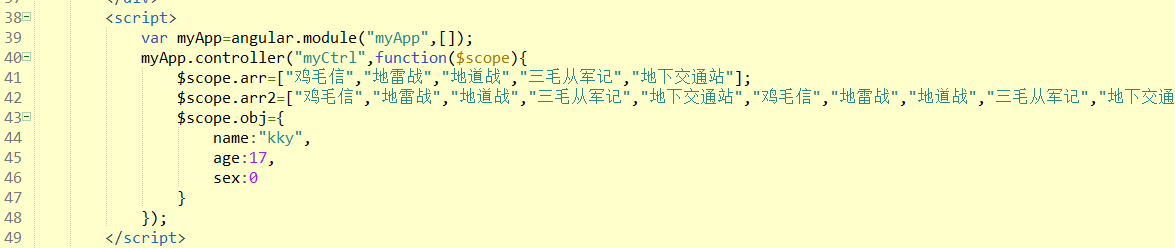 37 </div>
38 <script>
39 var myApp=angular.module("myApp",[]);
40 myApp.controller("myCtrl",function($scope){
41 $scope.arr=["鸡毛信","地雷战","地道战","三毛从军记","地下交通站"];
42 $scope.arr2=["鸡毛信","地雷战","地道战","三毛从军记","地下交通站","鸡毛信","地雷战","地道战","三毛从军记","地下交通
43 $scope.obj={
44 name:"kky",
45 age:17,
46 sex:0
47 }
48 });
49 </script>